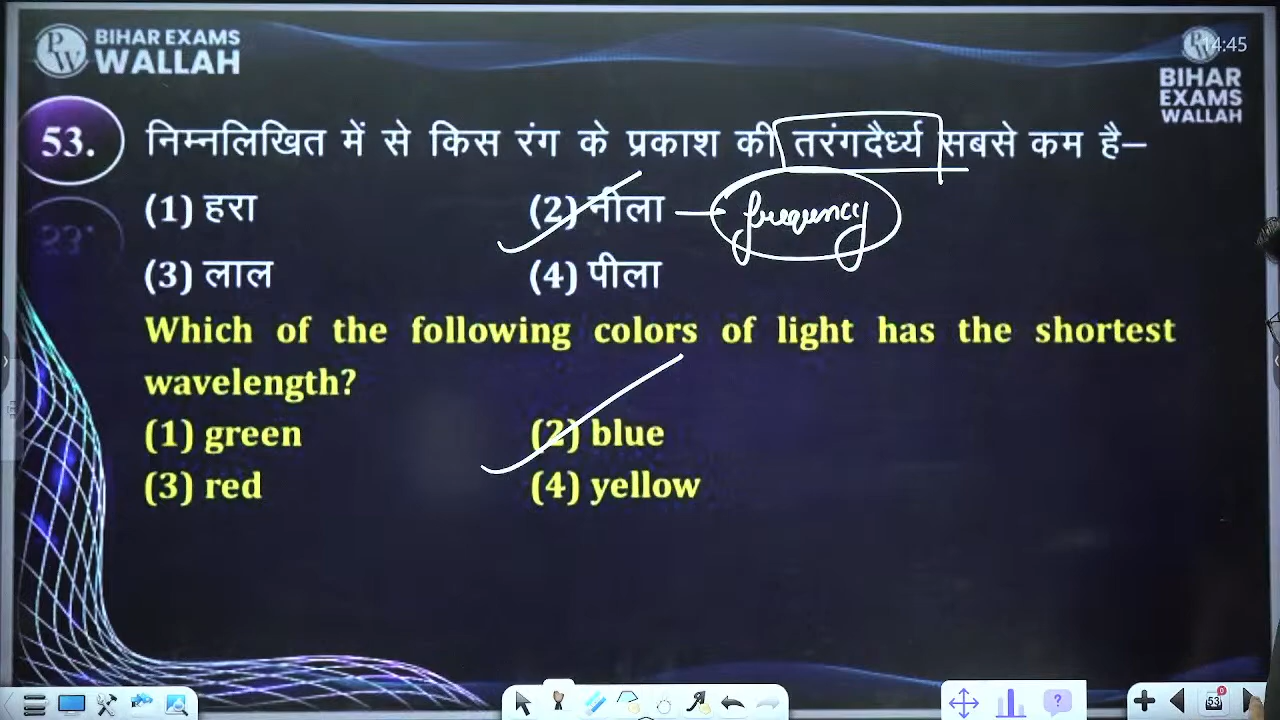 BIHAR EXAMS
WALLAH
14:45
BIHAR
EXAMS
WALLAH
53. निम्नलिखित में से किस रंग के प्रकाश की तरंगदैर्ध्य सबसे कम है–
(1) हरा (2) नीला frequency
(3) लाल (4) पीला
Which of the following colors of light has the shortest
wavelength?
(1) green (2) blue
(3) red (4) yellow
53